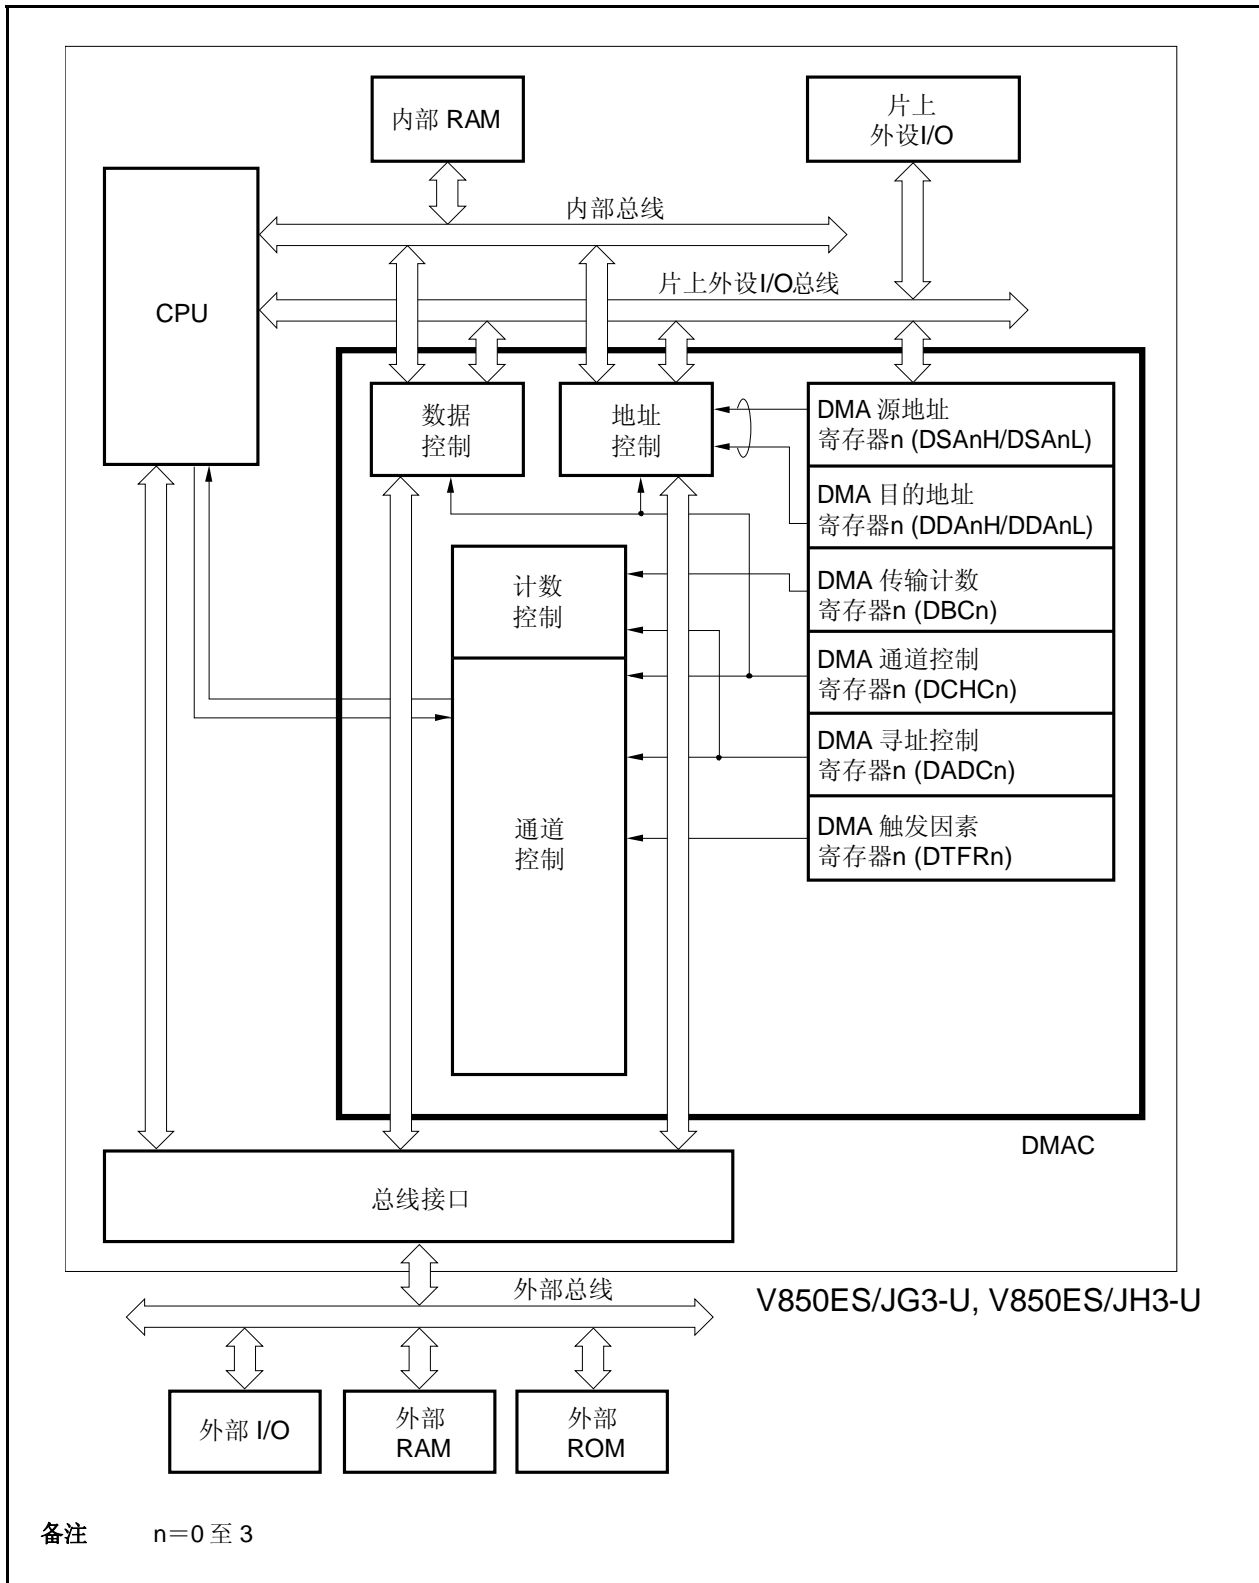 内部 RAM
片上
外设I/O
内部总线
片上外设I/O总线
CPU
数据
控制
地址
控制
DMA 源地址
寄存器n (DSAnH/DSAnL)
DMA 目的地址
寄存器n (DDAnH/DDAnL)
计数
控制
DMA 传输计数
寄存器n (DBCn)
DMA 通道控制
寄存器n (DCHCn)
DMA 寻址控制
寄存器n (DADCn)
通道
控制
DMA 触发因素
寄存器n (DTFRn)
DMAC
总线接口
外部总线
V850ES/JG3-U, V850ES/JH3-U
外部 I/O
外部
RAM
外部
ROM
备注 n＝0 至 3